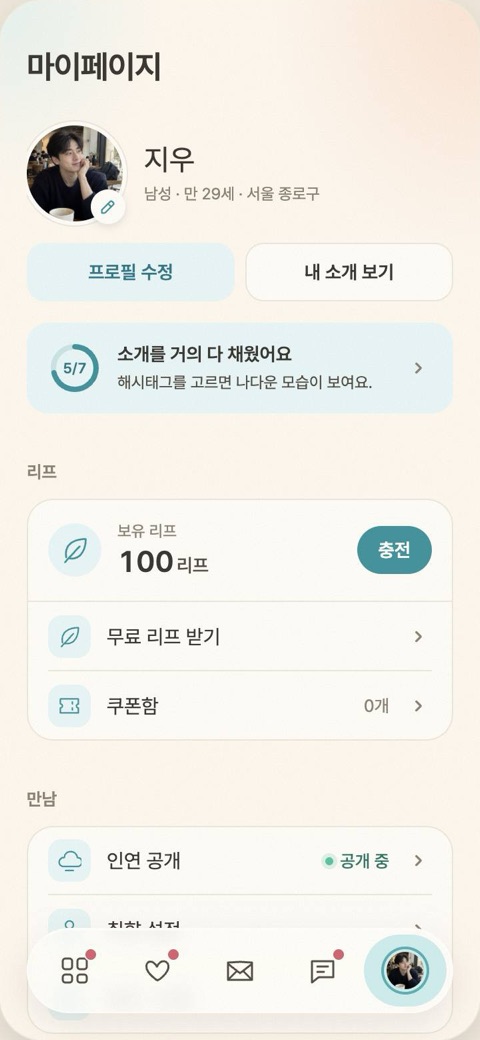 마이페이지
지우
남성 · 만 29세 · 서울 종로구
프로필 수정
내 소개 보기
5/7
소개를 거의 다 채웠어요
해시태그를 고르면 나다운 모습이 보여요.
리프
보유 리프
100 리프
충전
무료 리프 받기
쿠폰함
0개
만남
인연 공개
공개 중